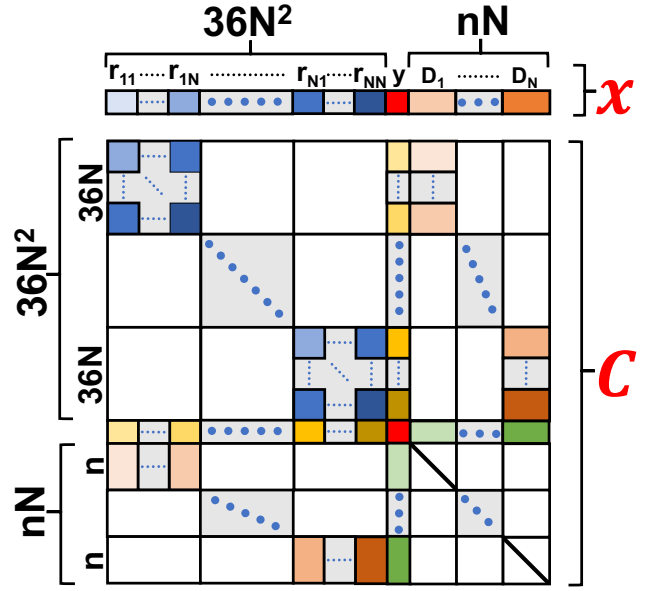 36N² nN
r₁₁ ...... r₁N .............. rN₁ ...... rNN y D₁ ........ DN
x
36N
36N²
36N
C
n
nN
n